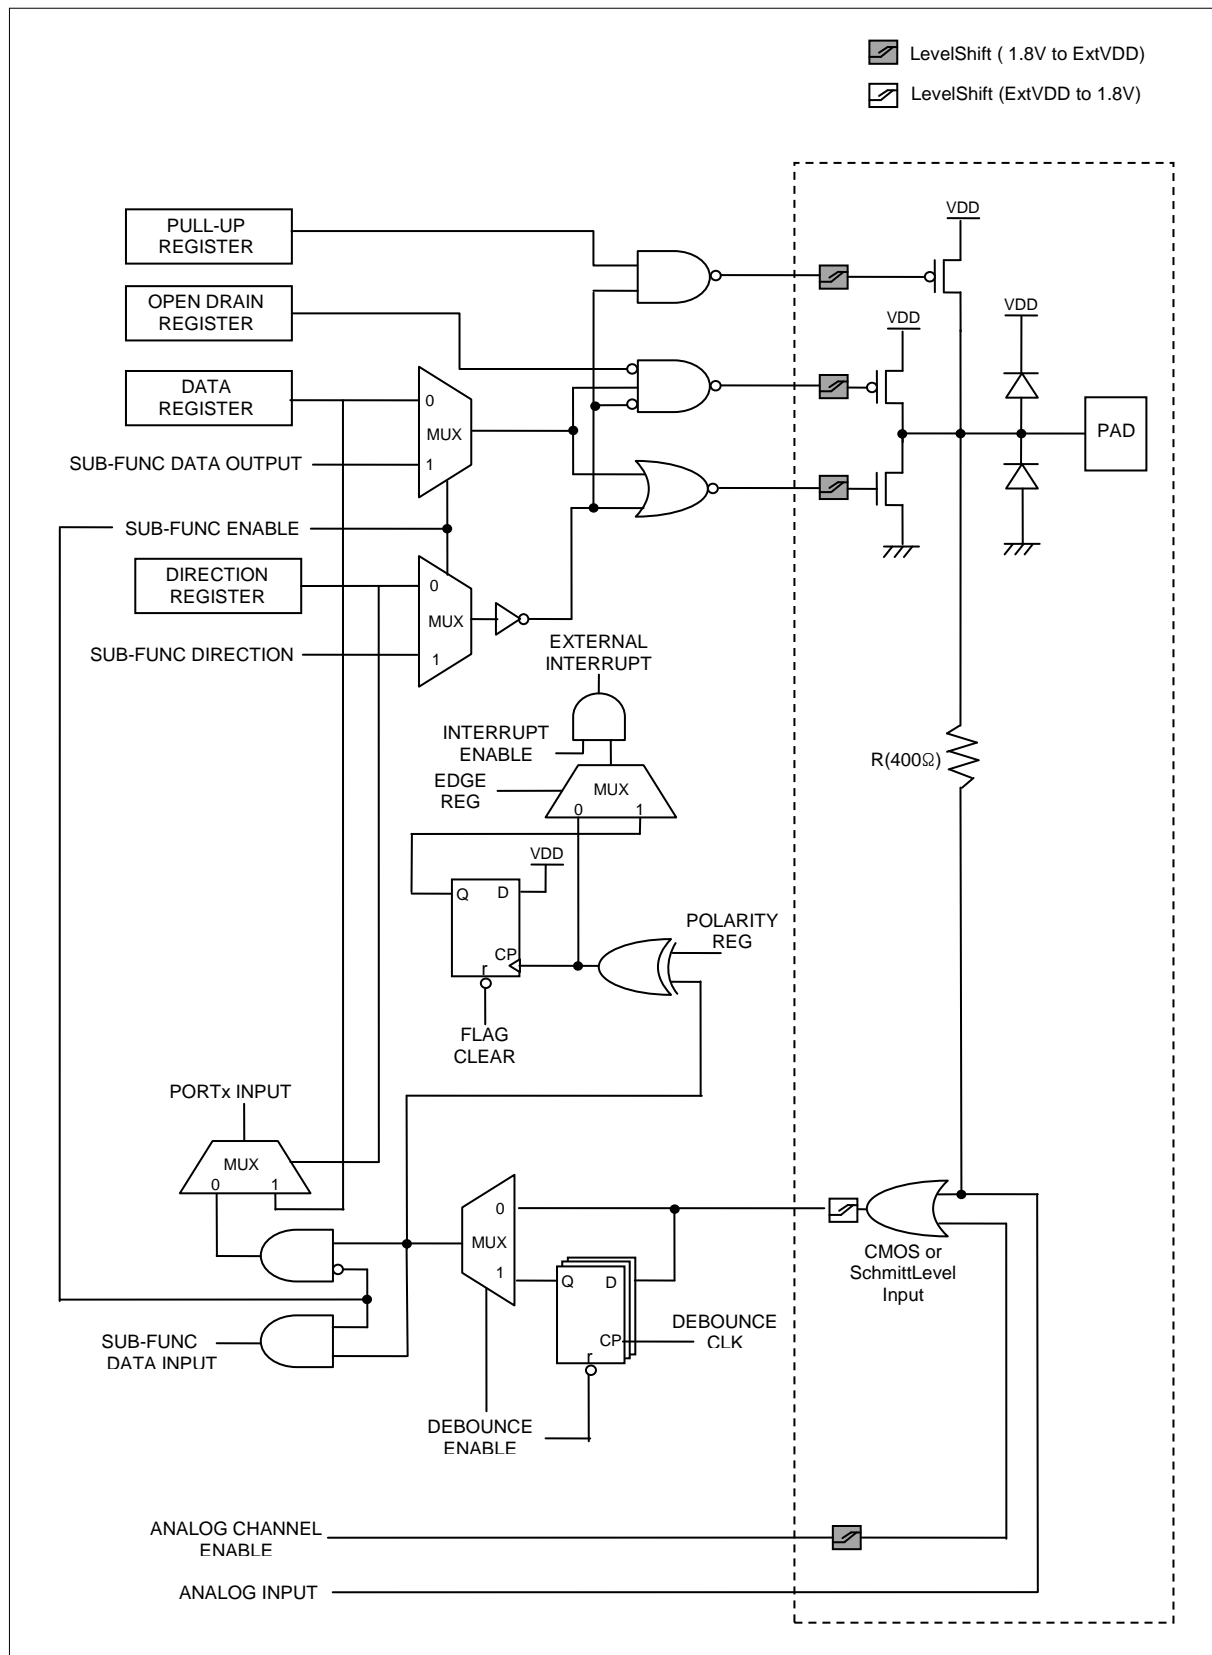 LevelShift ( 1.8V to ExtVDD)
LevelShift (ExtVDD to 1.8V)
VDD
PULL-UP
REGISTER
OPEN DRAIN
REGISTER
VDD
VDD
DATA
REGISTER
0
MUX
1
PAD
SUB-FUNC DATA OUTPUT
SUB-FUNC ENABLE
DIRECTION
REGISTER
0
MUX
1
SUB-FUNC DIRECTION
EXTERNAL
INTERRUPT
INTERRUPT
ENABLE
R(400Ω)
EDGE
REG
MUX
0 1
VDD
Q D
CP
r
POLARITY
REG
FLAG
CLEAR
PORTx INPUT
MUX
0 1
0
MUX
1
Q D
CP
r
CMOS or
SchmittLevel
Input
DEBOUNCE
CLK
SUB-FUNC
DATA INPUT
DEBOUNCE
ENABLE
ANALOG CHANNEL
ENABLE
ANALOG INPUT